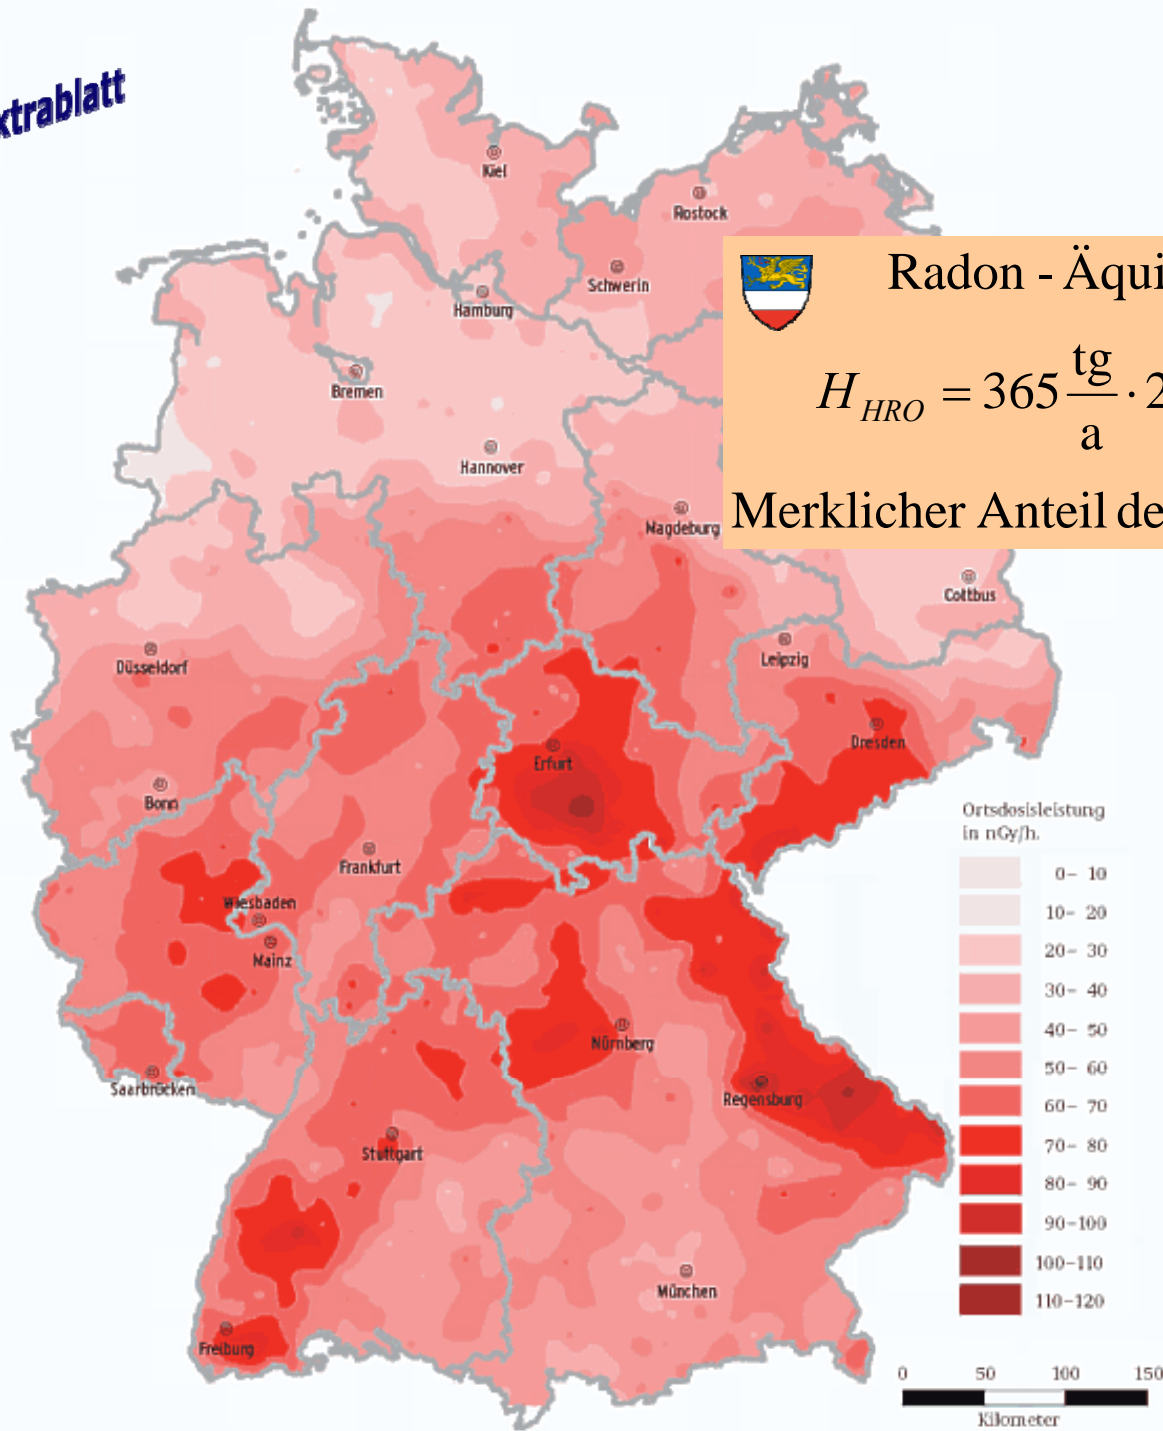 xtrablatt
Kiel
Rostock
Schwerin
Hamburg
Bremen
Hannover
Radon - Äqui
H HRO = 365 tg/a · 2
Merklicher Anteil de
Magdeburg
Cottbus
Düsseldorf
Leipzig
Dresden
Erfurt
Bonn
Frankfurt
Wiesbaden
Mainz
Nürnberg
Saarbrücken
Regensburg
Stuttgart
München
Freiburg
Ortsdosisleistung
in nGy/h.
0– 10
10– 20
20– 30
30– 40
40– 50
50– 60
60– 70
70– 80
80– 90
90–100
100–110
110–120
0 50 100 150
Kilometer